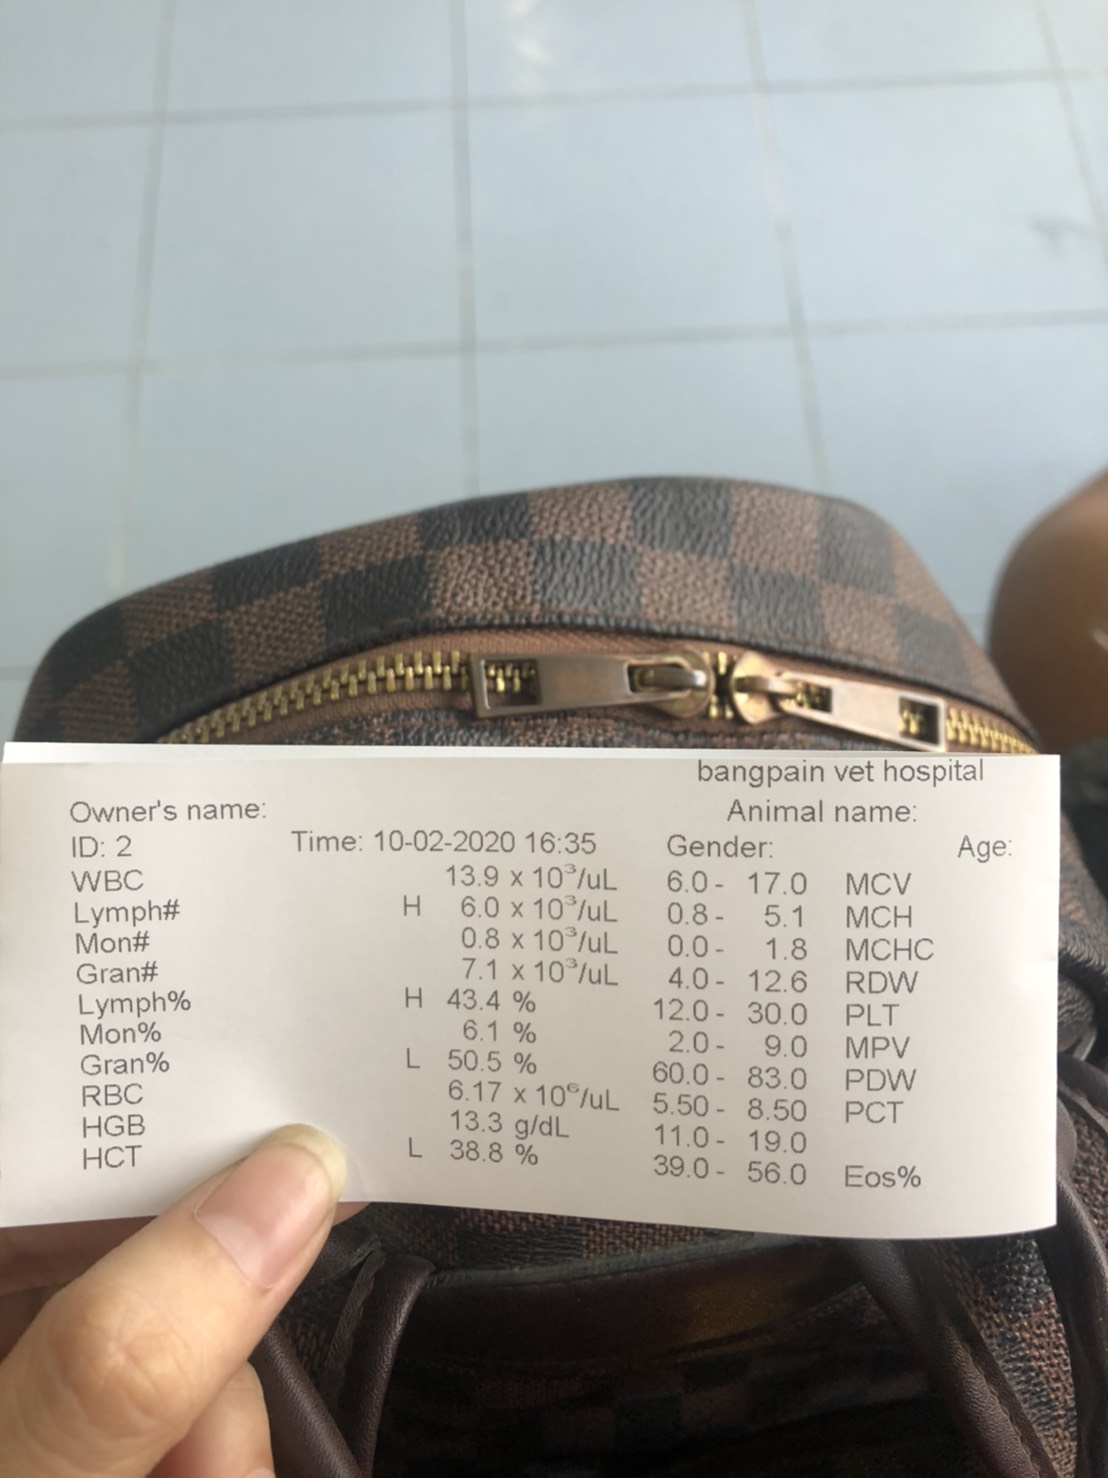 bangpain vet hospital
Owner's name: Animal name:
ID: 2 Time: 10-02-2020 16:35 Gender: Age:
WBC 13.9 x 10³/uL 6.0 - 17.0 MCV
Lymph# H 6.0 x 10³/uL 0.8 - 5.1 MCH
Mon# 0.8 x 10³/uL 0.0 - 1.8 MCHC
Gran# 7.1 x 10³/uL 4.0 - 12.6 RDW
Lymph% H 43.4 % 12.0 - 30.0 PLT
Mon% 6.1 % 2.0 - 9.0 MPV
Gran% L 50.5 % 60.0 - 83.0 PDW
RBC 6.17 x 10⁶/uL 5.50 - 8.50 PCT
HGB 13.3 g/dL 11.0 - 19.0
HCT L 38.8 % 39.0 - 56.0 Eos%